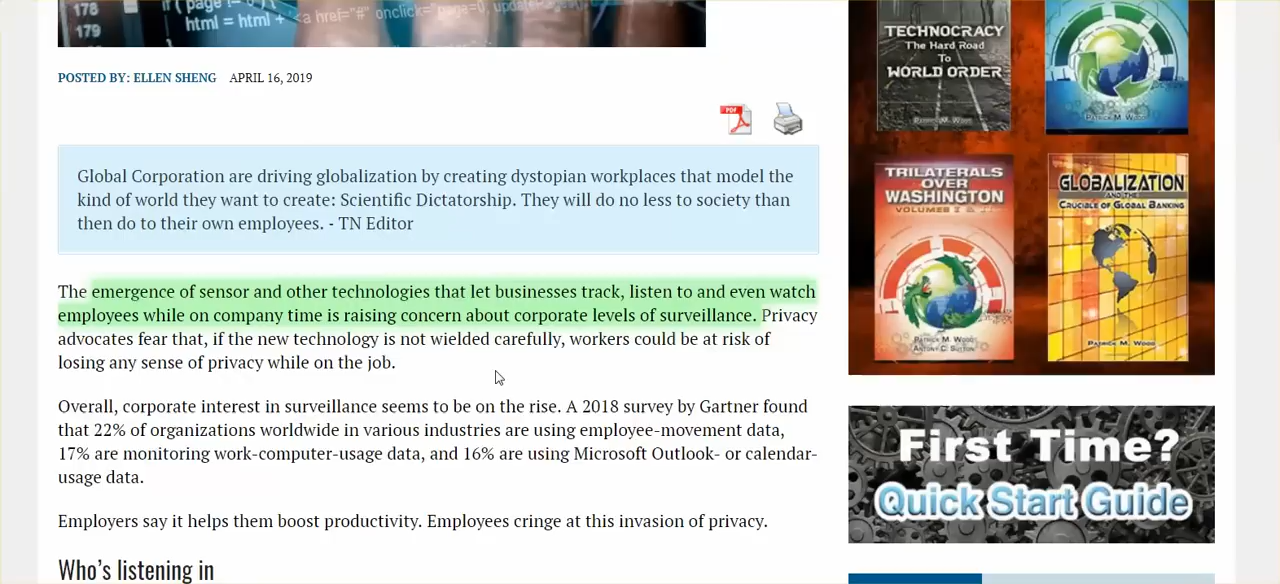 178
if ( page
html = html + '<a href="#" onclick="page=0; update
179
POSTED BY: ELLEN SHENG APRIL 16, 2019
PDF
Global Corporation are driving globalization by creating dystopian workplaces that model the
kind of world they want to create: Scientific Dictatorship. They will do no less to society than
then do to their own employees. - TN Editor
The emergence of sensor and other technologies that let businesses track, listen to and even watch
employees while on company time is raising concern about corporate levels of surveillance. Privacy
advocates fear that, if the new technology is not wielded carefully, workers could be at risk of
losing any sense of privacy while on the job.
Overall, corporate interest in surveillance seems to be on the rise. A 2018 survey by Gartner found
that 22% of organizations worldwide in various industries are using employee-movement data,
17% are monitoring work-computer-usage data, and 16% are using Microsoft Outlook- or calendar-
usage data.
Employers say it helps them boost productivity. Employees cringe at this invasion of privacy.
Who's listening in
TECHNOCRACY
The Hard Road
To
WORLD ORDER
PATRICK M. WOOD
PATRICK M. WOOD
TRILATERALS
OVER
WASHINGTON
VOLUMES I & II
PATRICK M. WOOD
ANTONY C. SUTTON
GLOBALIZATION
AND THE
CRUCIBLE OF GLOBAL BANKING
PATRICK M. WOOD
First Time?
Quick Start Guide